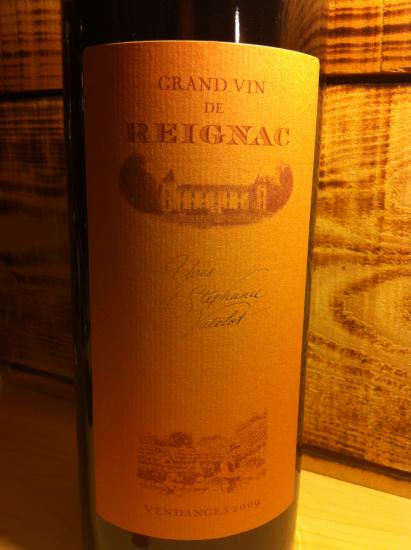 GRAND VIN
DE
REIGNAC
Yves
et Stéphanie
Vatelot
VENDANGES 2009